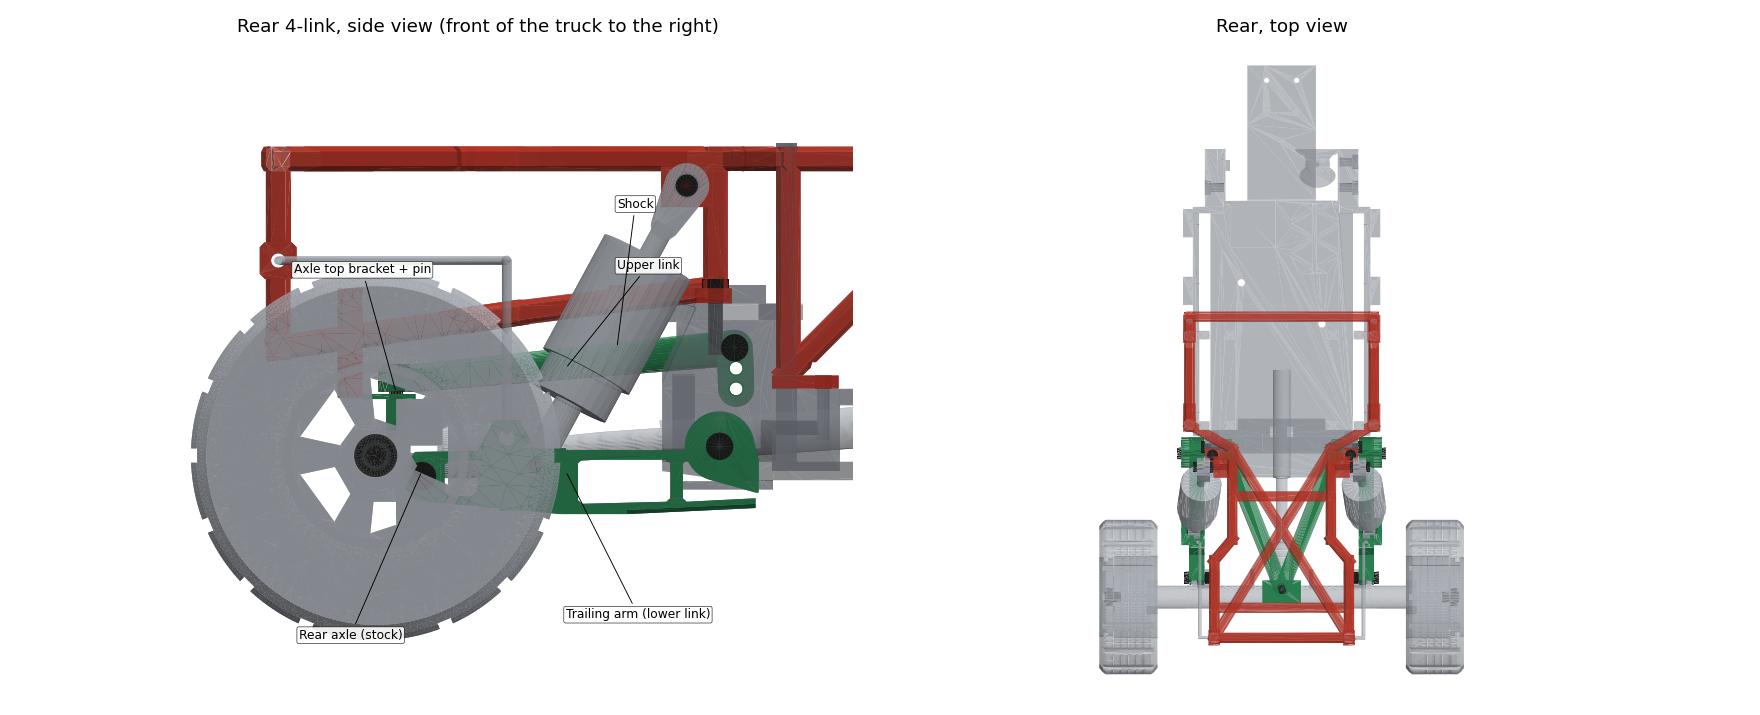 Rear 4-link, side view (front of the truck to the right)
Rear, top view
Shock
Upper link
Axle top bracket + pin
Trailing arm (lower link)
Rear axle (stock)